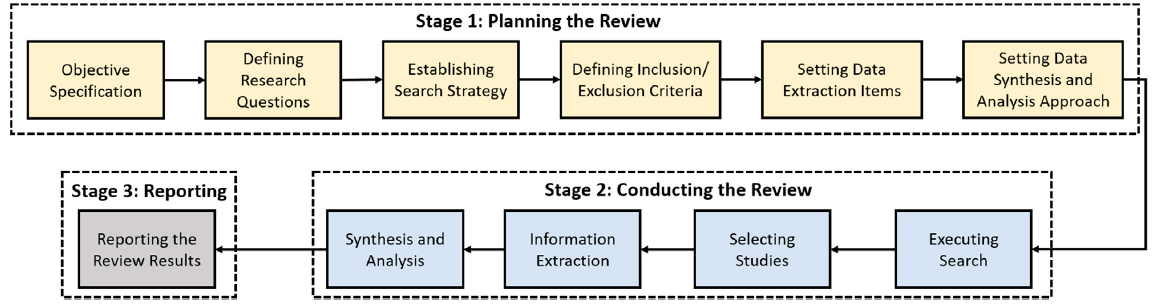 Stage 1: Planning the Review
Objective
Specification
Defining
Research
Questions
Establishing
Search Strategy
Defining Inclusion/
Exclusion Criteria
Setting Data
Extraction Items
Setting Data
Synthesis and
Analysis Approach
Stage 2: Conducting the Review
Executing
Search
Selecting
Studies
Information
Extraction
Synthesis and
Analysis
Stage 3: Reporting
Reporting the
Review Results